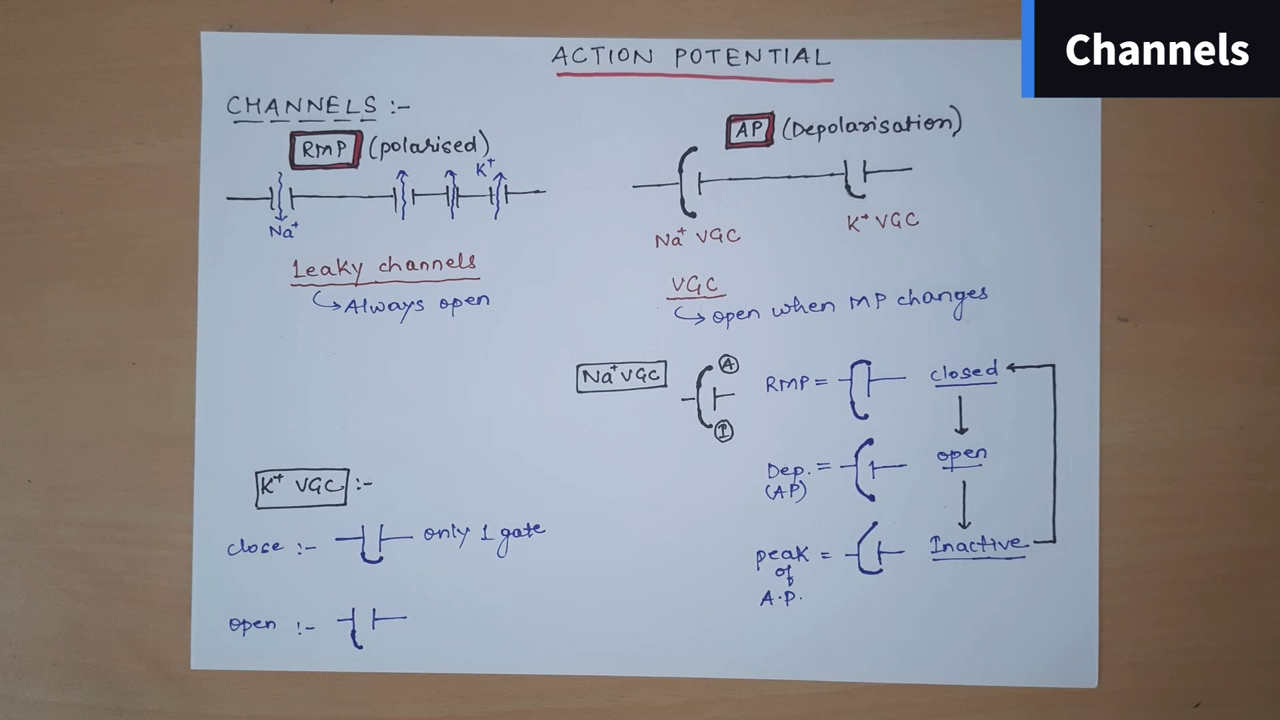 Channels
ACTION POTENTIAL
CHANNELS :-
RMP (polarised)
K+
Na+
Leaky channels
↳ Always open
AP (Depolarisation)
Na+ VGC
K+ VGC
VGC
↳ open when MP changes
Na+ VGC
A
I
RMP = closed
Dep. = open
(AP)
peak = Inactive
of
A.P.
K+ VGC :-
close :- only 1 gate
open :-